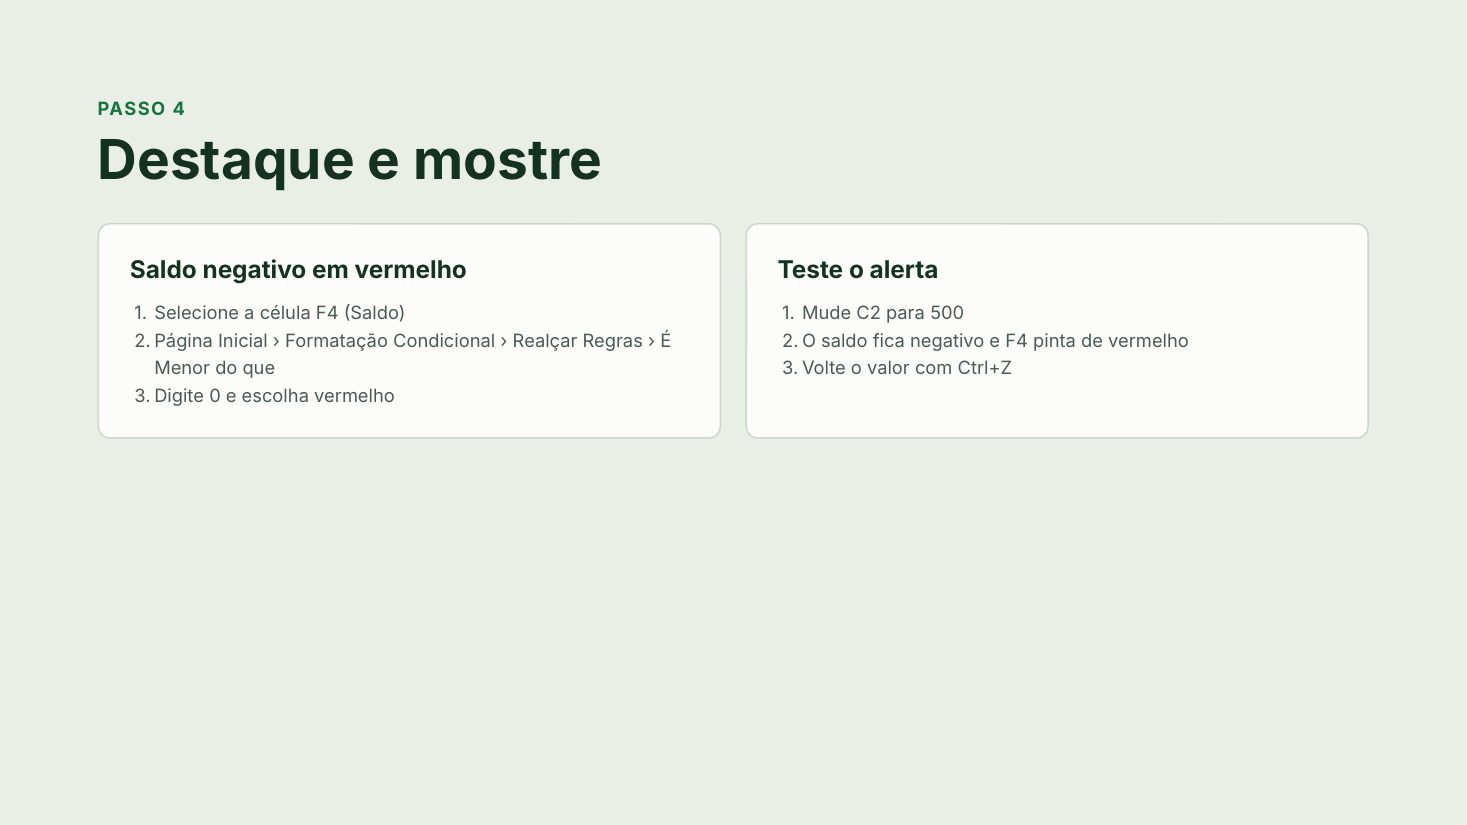 PASSO 4
Destaque e mostre
Saldo negativo em vermelho
1. Selecione a célula F4 (Saldo)
2. Página Inicial › Formatação Condicional › Realçar Regras › É
Menor do que
3. Digite 0 e escolha vermelho
Teste o alerta
1. Mude C2 para 500
2. O saldo fica negativo e F4 pinta de vermelho
3. Volte o valor com Ctrl+Z